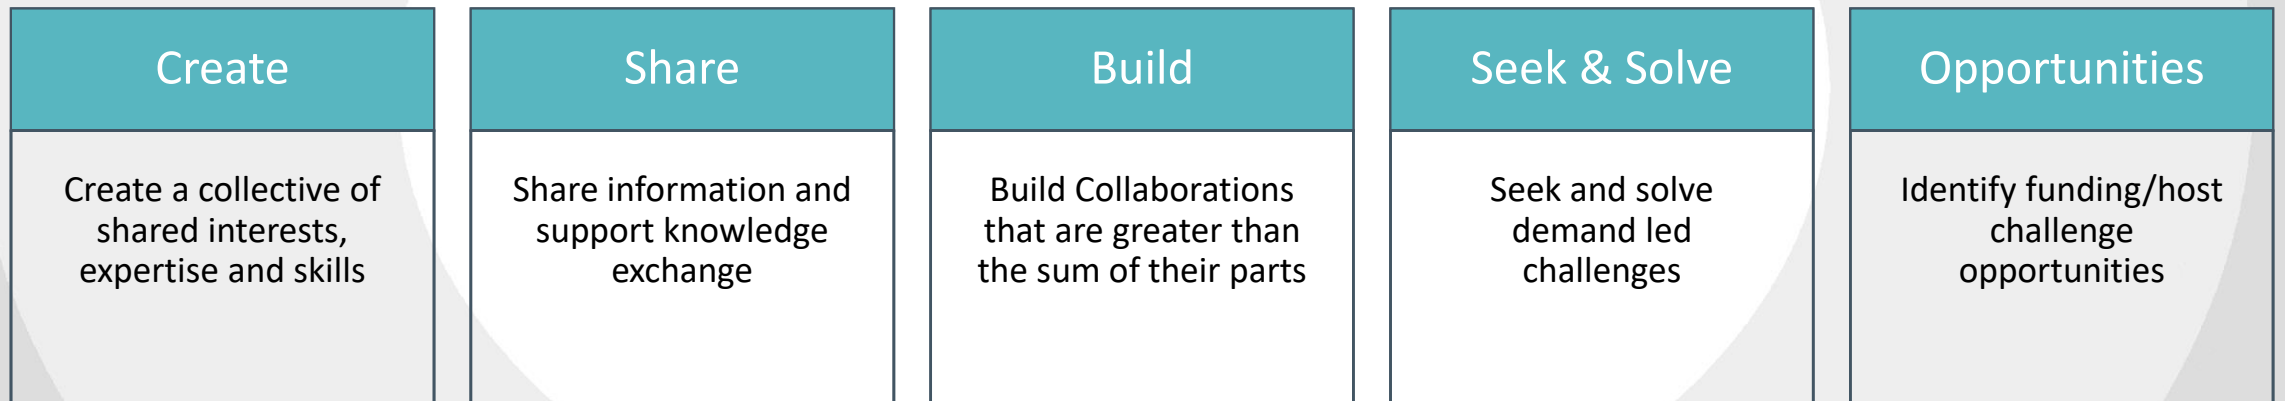 Create
Create a collective of
shared interests,
expertise and skills
Share
Share information and
support knowledge
exchange
Build
Build Collaborations
that are greater than
the sum of their parts
Seek & Solve
Seek and solve
demand led
challenges
Opportunities
Identify funding/host
challenge
opportunities